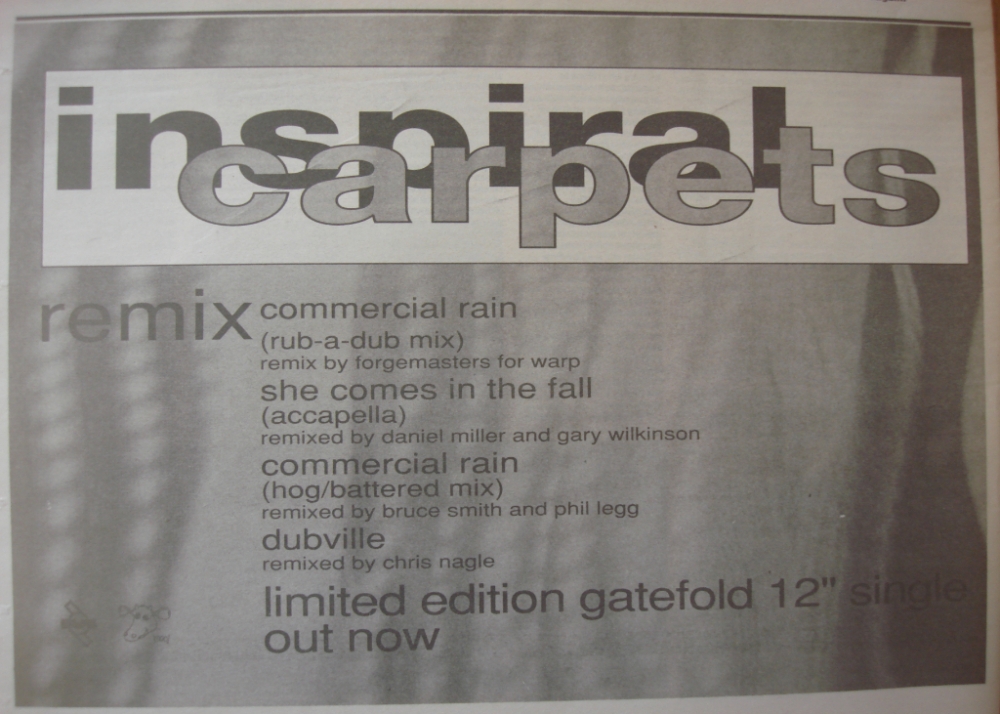 inspiral
carpets
remix
commercial rain
(rub-a-dub mix)
remix by forgemasters for warp
she comes in the fall
(accapella)
remixed by daniel miller and gary wilkinson
commercial rain
(hog/battered mix)
remixed by bruce smith and phil legg
dubville
remixed by chris nagle
limited edition gatefold 12" single
out now